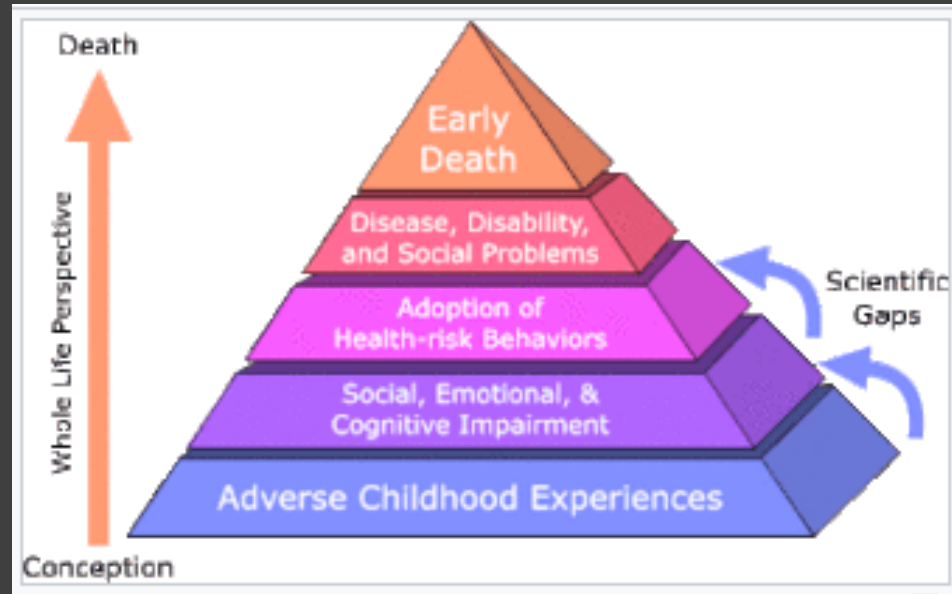 Death
Whole Life Perspective
Conception
Early
Death
Disease, Disability,
and Social Problems
Adoption of
Health-risk Behaviors
Social, Emotional, &
Cognitive Impairment
Adverse Childhood Experiences
Scientific
Gaps